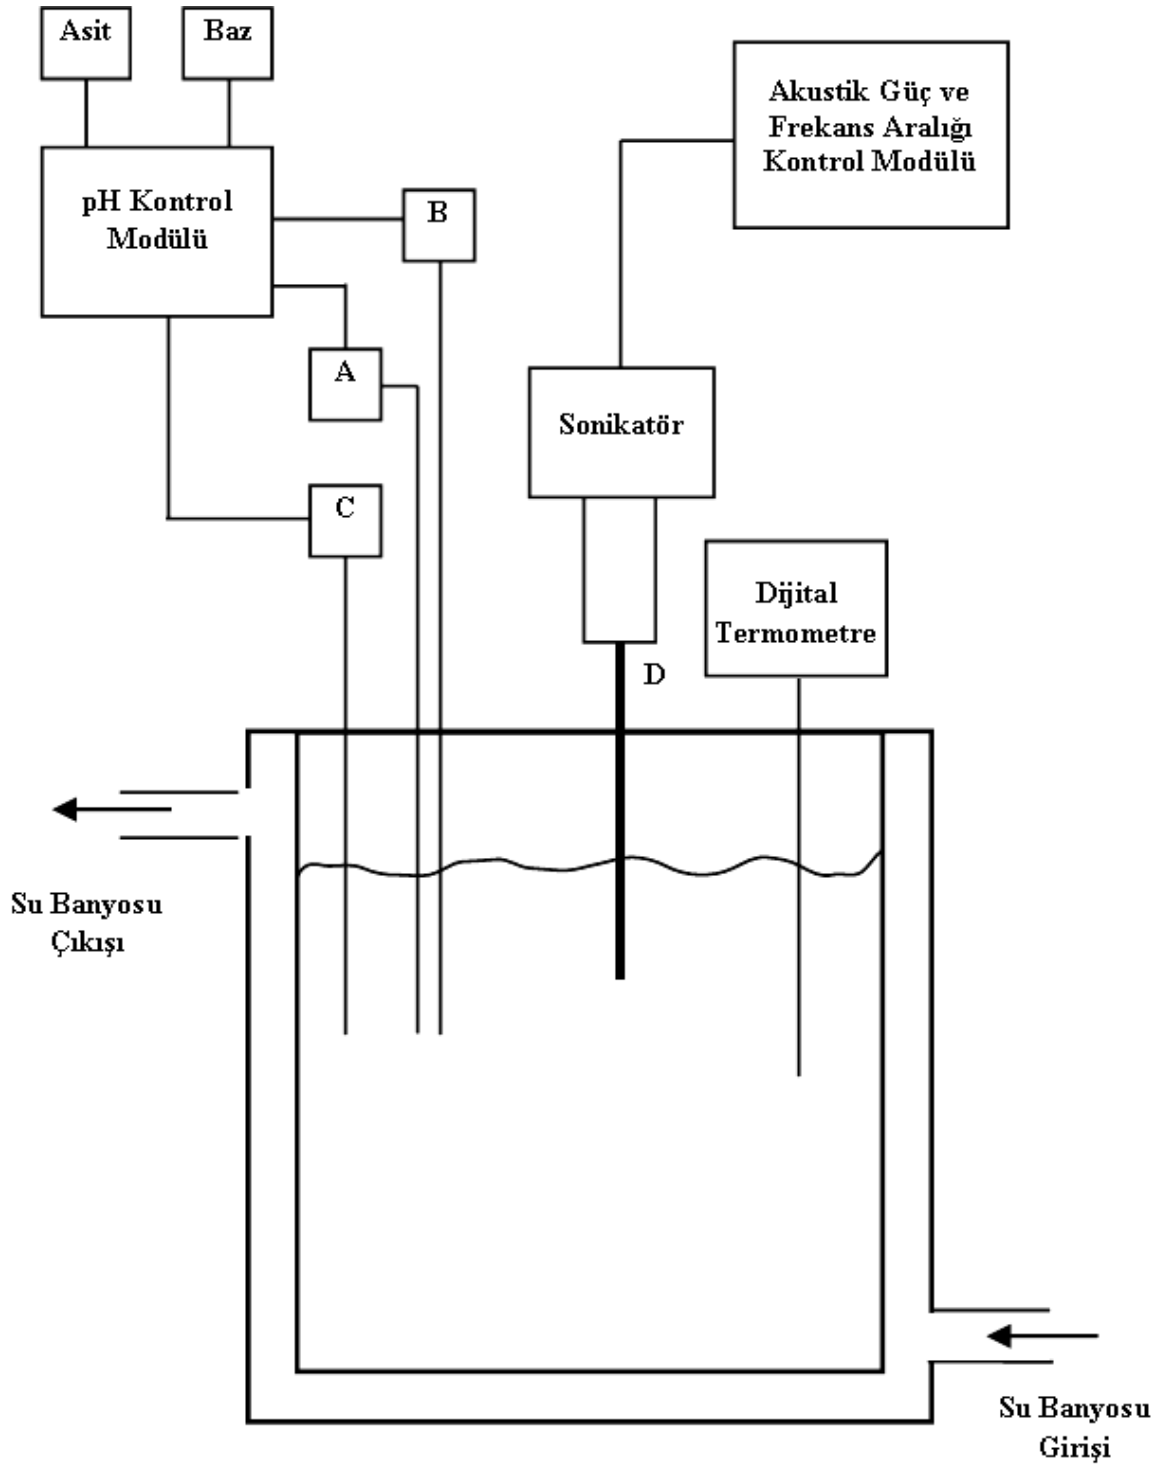 Asit
Baz
Akustik Güç ve
Frekans Aralığı
Kontrol Modülü
pH Kontrol
Modülü
B
A
Sonikatör
C
Dijital
Termometre
D
Su Banyosu
Çıkışı
Su Banyosu
Girişi